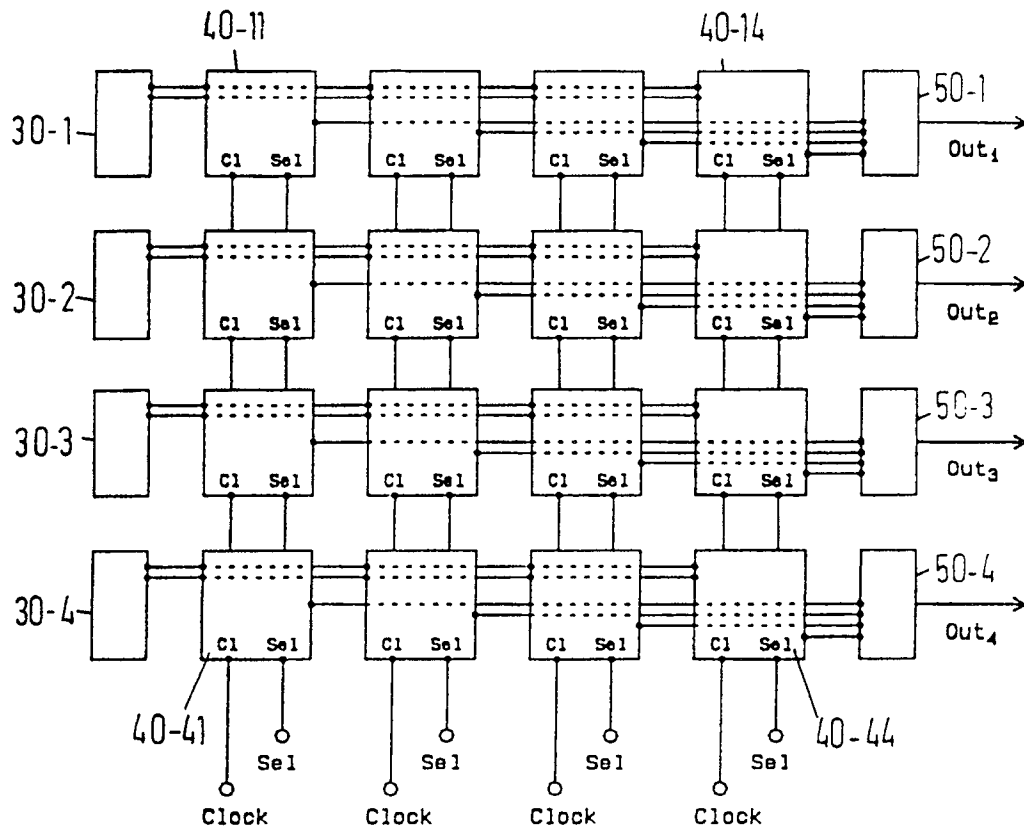 40-11 40-14
50-1
30-1
Out1
Cl Sel Cl Sel Cl Sel Cl Sel
50-2
30-2
Out2
Cl Sel Cl Sel Cl Sel Cl Sel
50-3
30-3
Out3
Cl Sel Cl Sel Cl Sel Cl Sel
50-4
30-4
Out4
Cl Sel Cl Sel Cl Sel Cl Sel
40-41 40-44
Sel Sel Sel Sel
Clock Clock Clock Clock